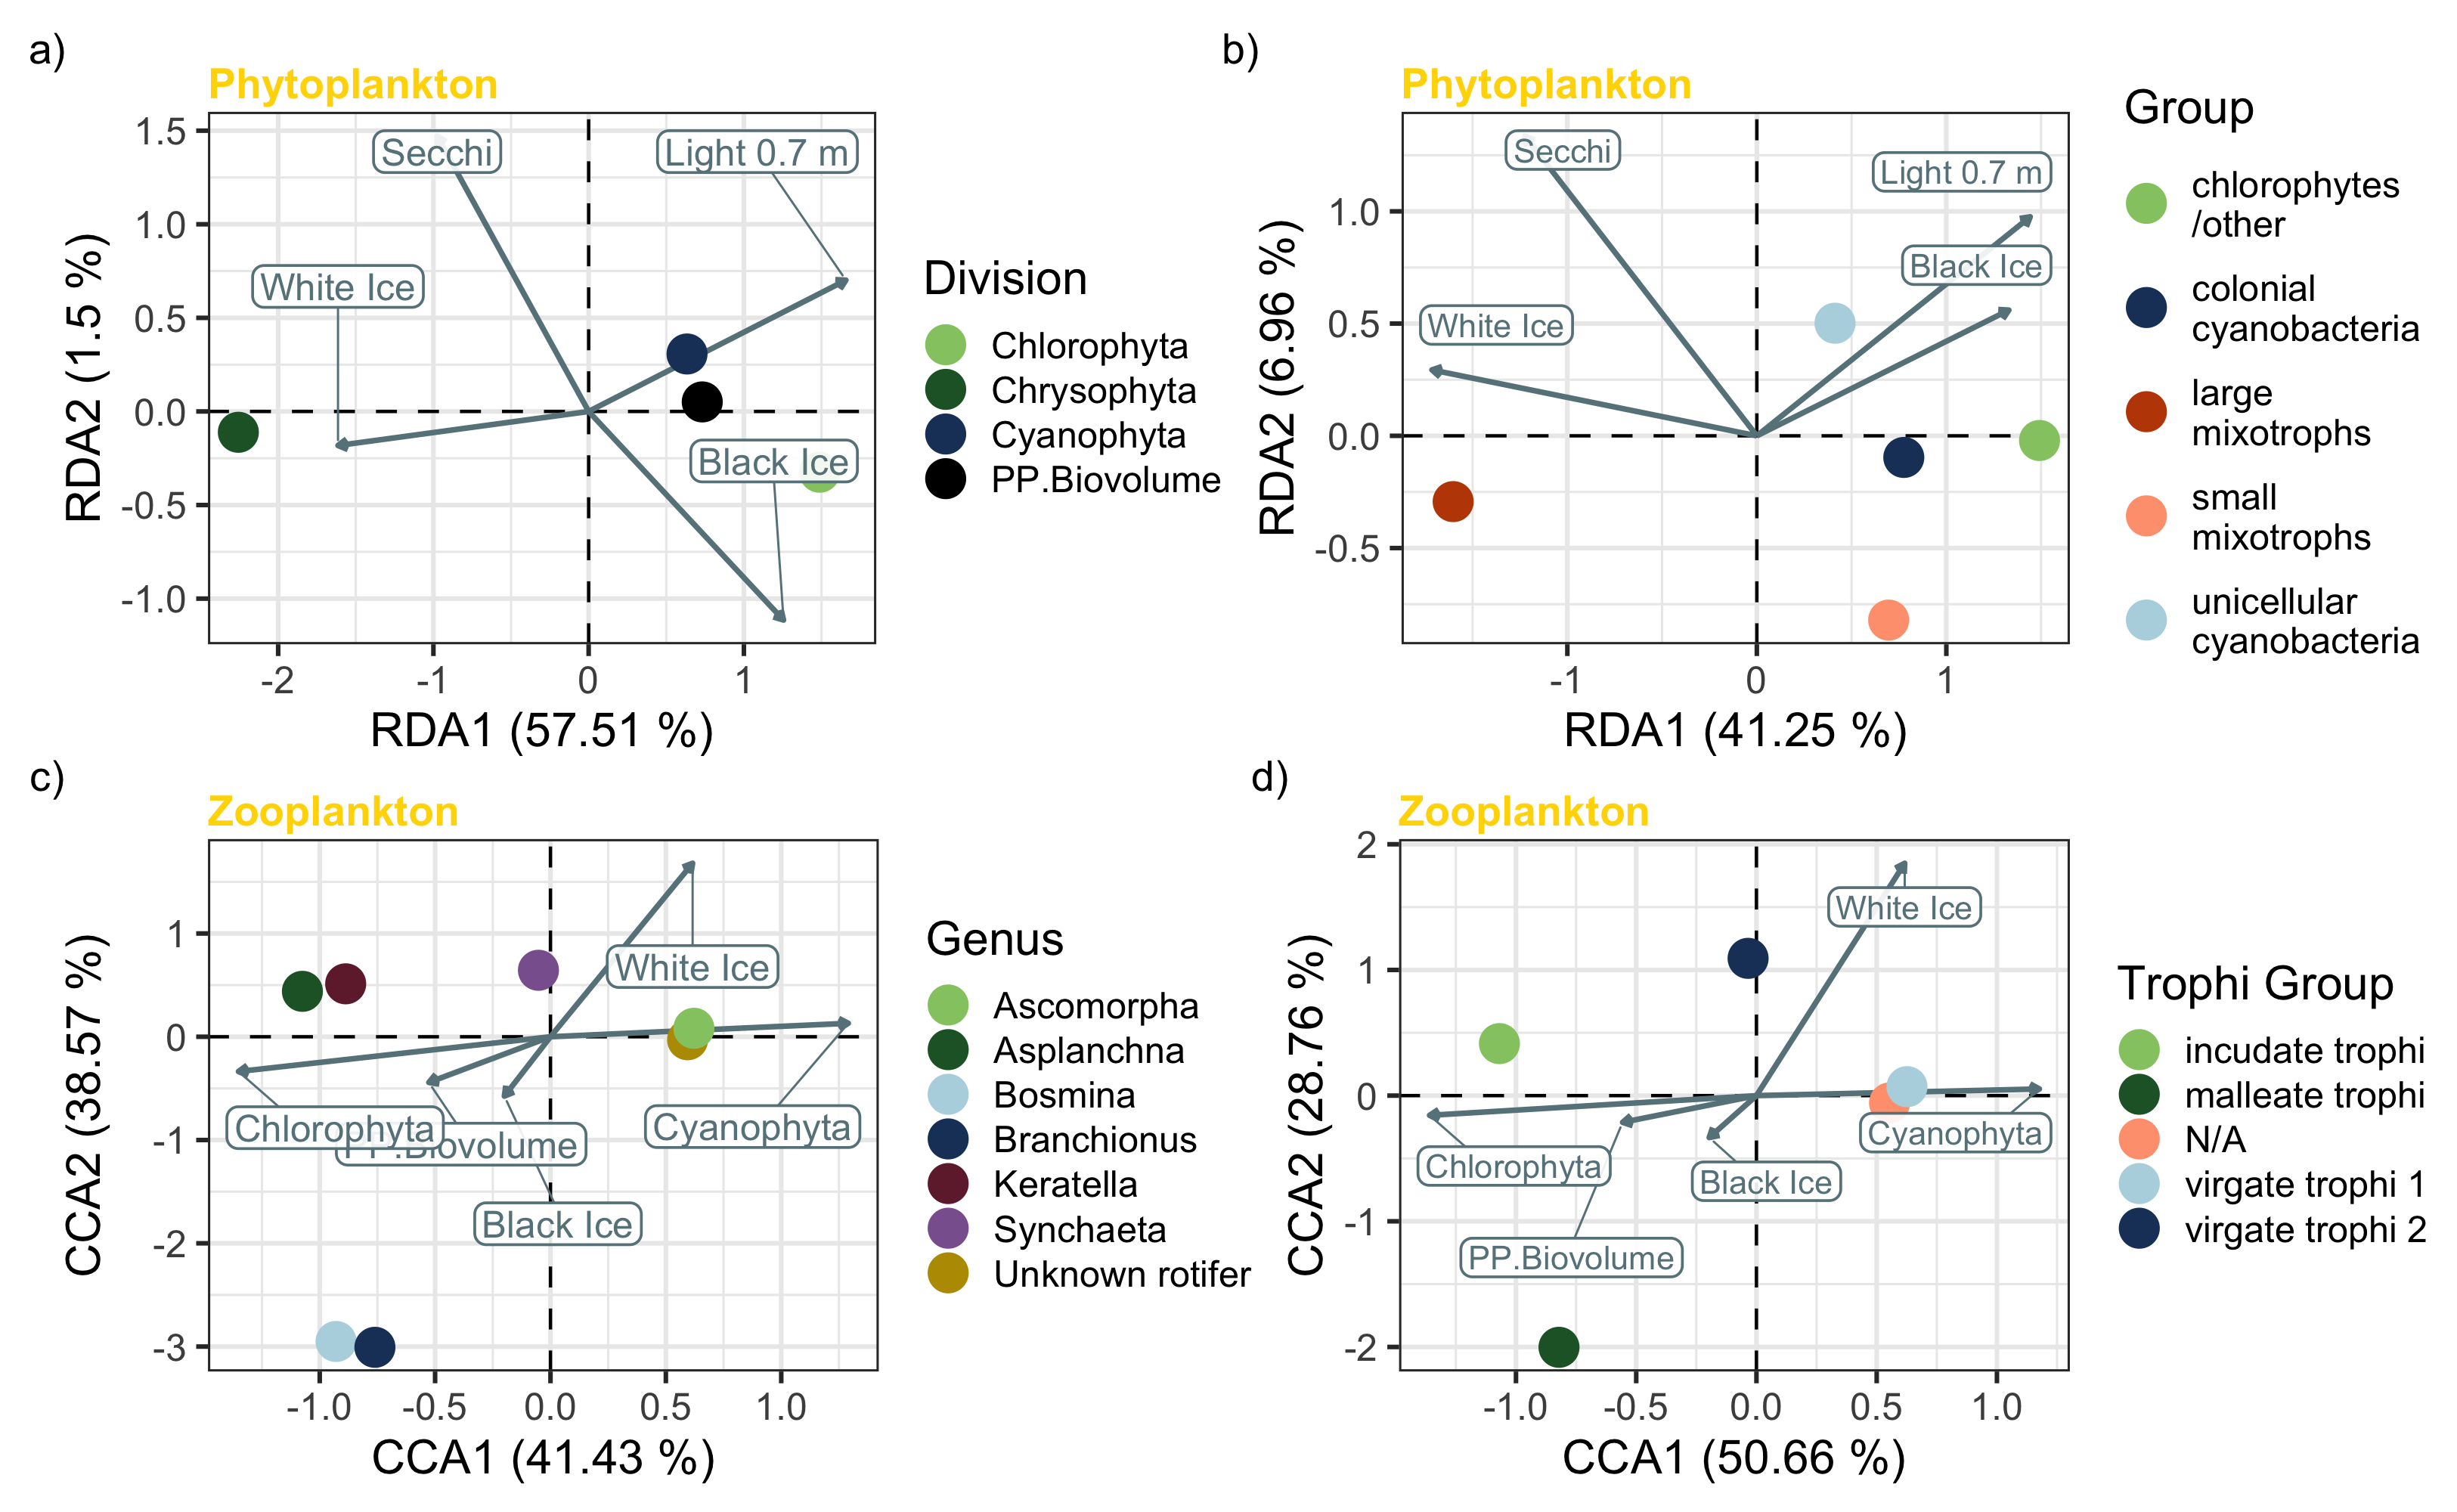 a)
Phytoplankton
1.5
1.0
0.5
0.0
-0.5
-1.0
RDA2 (1.5 %)
Secchi
Light 0.7 m
White Ice
Black Ice
-2
-1
0
1
RDA1 (57.51 %)
Division
Chlorophyta
Chrysophyta
Cyanophyta
PP.Biovolume
b)
Phytoplankton
1.0
0.5
0.0
-0.5
RDA2 (6.96 %)
Secchi
Light 0.7 m
Black Ice
White Ice
-1
0
1
RDA1 (41.25 %)
Group
chlorophytes
/other
colonial
cyanobacteria
large
mixotrophs
small
mixotrophs
unicellular
cyanobacteria
c)
Zooplankton
1
0
-1
-2
-3
CCA2 (38.57 %)
White Ice
Chlorophyta
PP.Biovolume
Cyanophyta
Black Ice
-1.0
-0.5
0.0
0.5
1.0
CCA1 (41.43 %)
Genus
Ascomorpha
Asplanchna
Bosmina
Branchionus
Keratella
Synchaeta
Unknown rotifer
d)
Zooplankton
2
1
0
-1
-2
CCA2 (28.76 %)
White Ice
Cyanophyta
Chlorophyta
Black Ice
PP.Biovolume
-1.0
-0.5
0.0
0.5
1.0
CCA1 (50.66 %)
Trophi Group
incudate trophi
malleate trophi
N/A
virgate trophi 1
virgate trophi 2